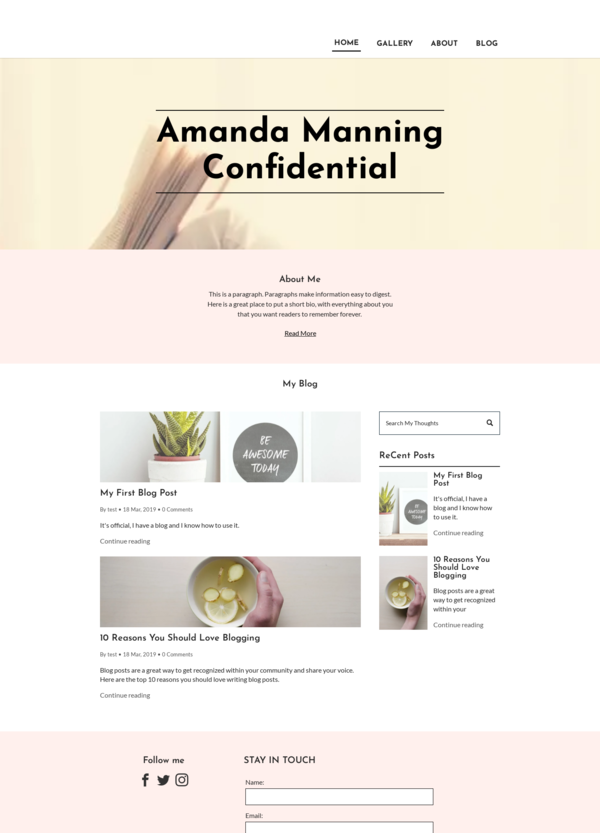 HOME GALLERY ABOUT BLOG
Amanda Manning
Confidential
About Me
This is a paragraph. Paragraphs make information easy to digest.
Here is a great place to put a short bio, with everything about you
that you want readers to remember forever.
Read More
My Blog
BE
AWESOME
TODAY
My First Blog Post
By test • 18 Mar, 2019 • 0 Comments
It's official, I have a blog and I know how to use it.
Continue reading
10 Reasons You Should Love Blogging
By test • 18 Mar, 2019 • 0 Comments
Blog posts are a great way to get recognized within your community and share your voice.
Here are the top 10 reasons you should love writing blog posts.
Continue reading
Search My Thoughts
ReCent Posts
BE
AWESOME
TODAY
My First Blog
Post
It's official, I have a
blog and I know how
to use it.
Continue reading
10 Reasons You
Should Love
Blogging
Blog posts are a great
way to get recognized
within your
Continue reading
Follow me
STAY IN TOUCH
Name:
Email: